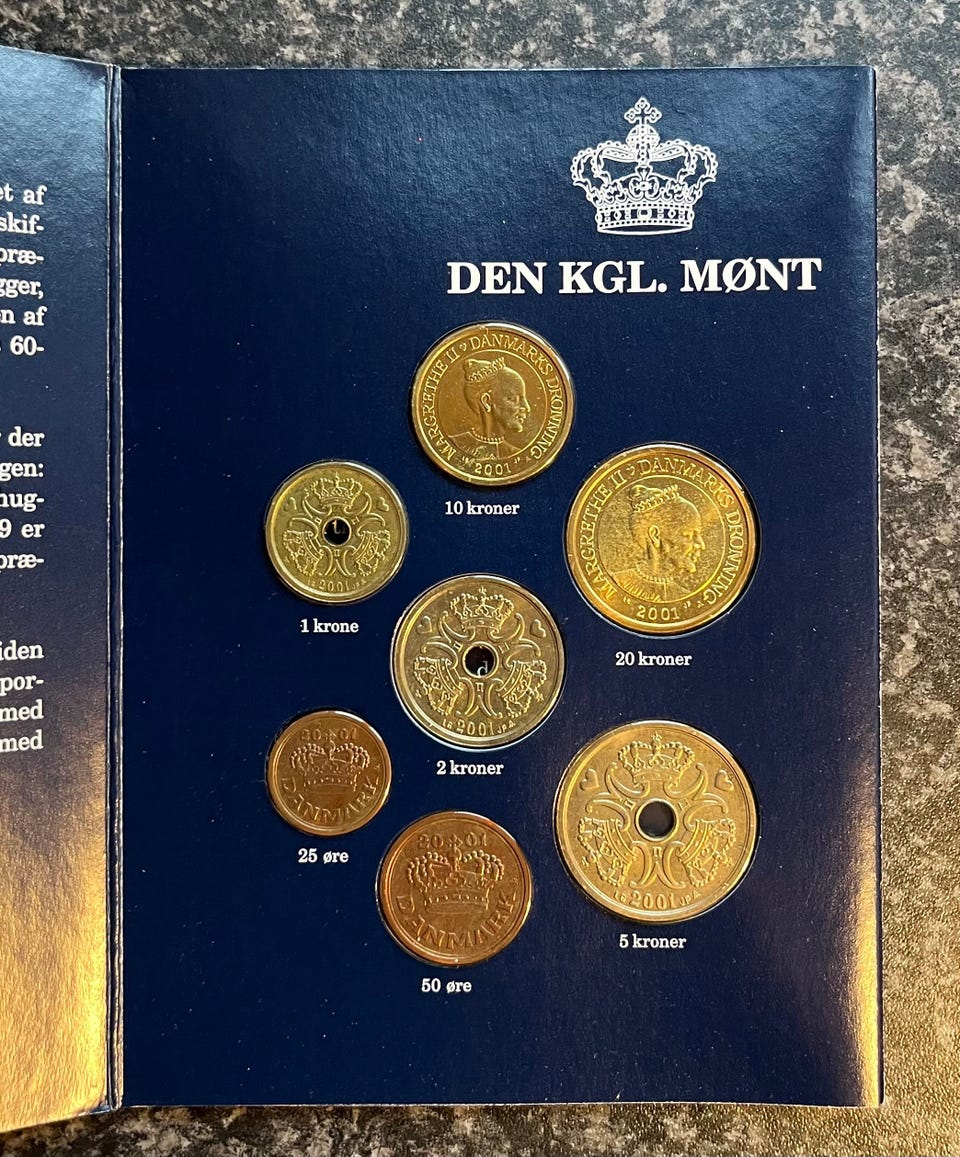 et af
skif-
præ-
gger,
n af
60-
der
gen:
nug-
9 er
præ-
iden
por-
med
med
DEN KGL. MØNT
MARGRETHE II DANMARKS DRONNING
2001
10 kroner
2001
1 krone
MARGRETHE II DANMARKS DRONNING
2001
20 kroner
d
2001
2 kroner
2001
DANMARK
25 øre
2001
DANMARK
50 øre
2001
5 kroner